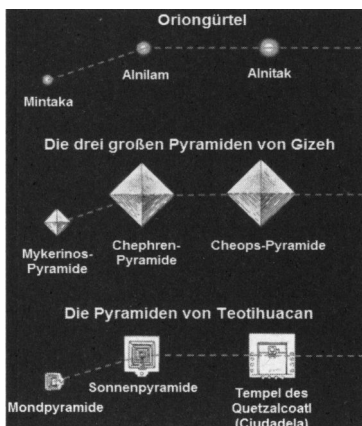 Oriongürtel
Mintaka
Alnilam
Alnitak
Die drei großen Pyramiden von Gizeh
Mykerinos-
Pyramide
Chephren-
Pyramide
Cheops-Pyramide
Die Pyramiden von Teotihuacan
Mondpyramide
Sonnenpyramide
Tempel des
Quetzalcoatl
(Ciudadela)